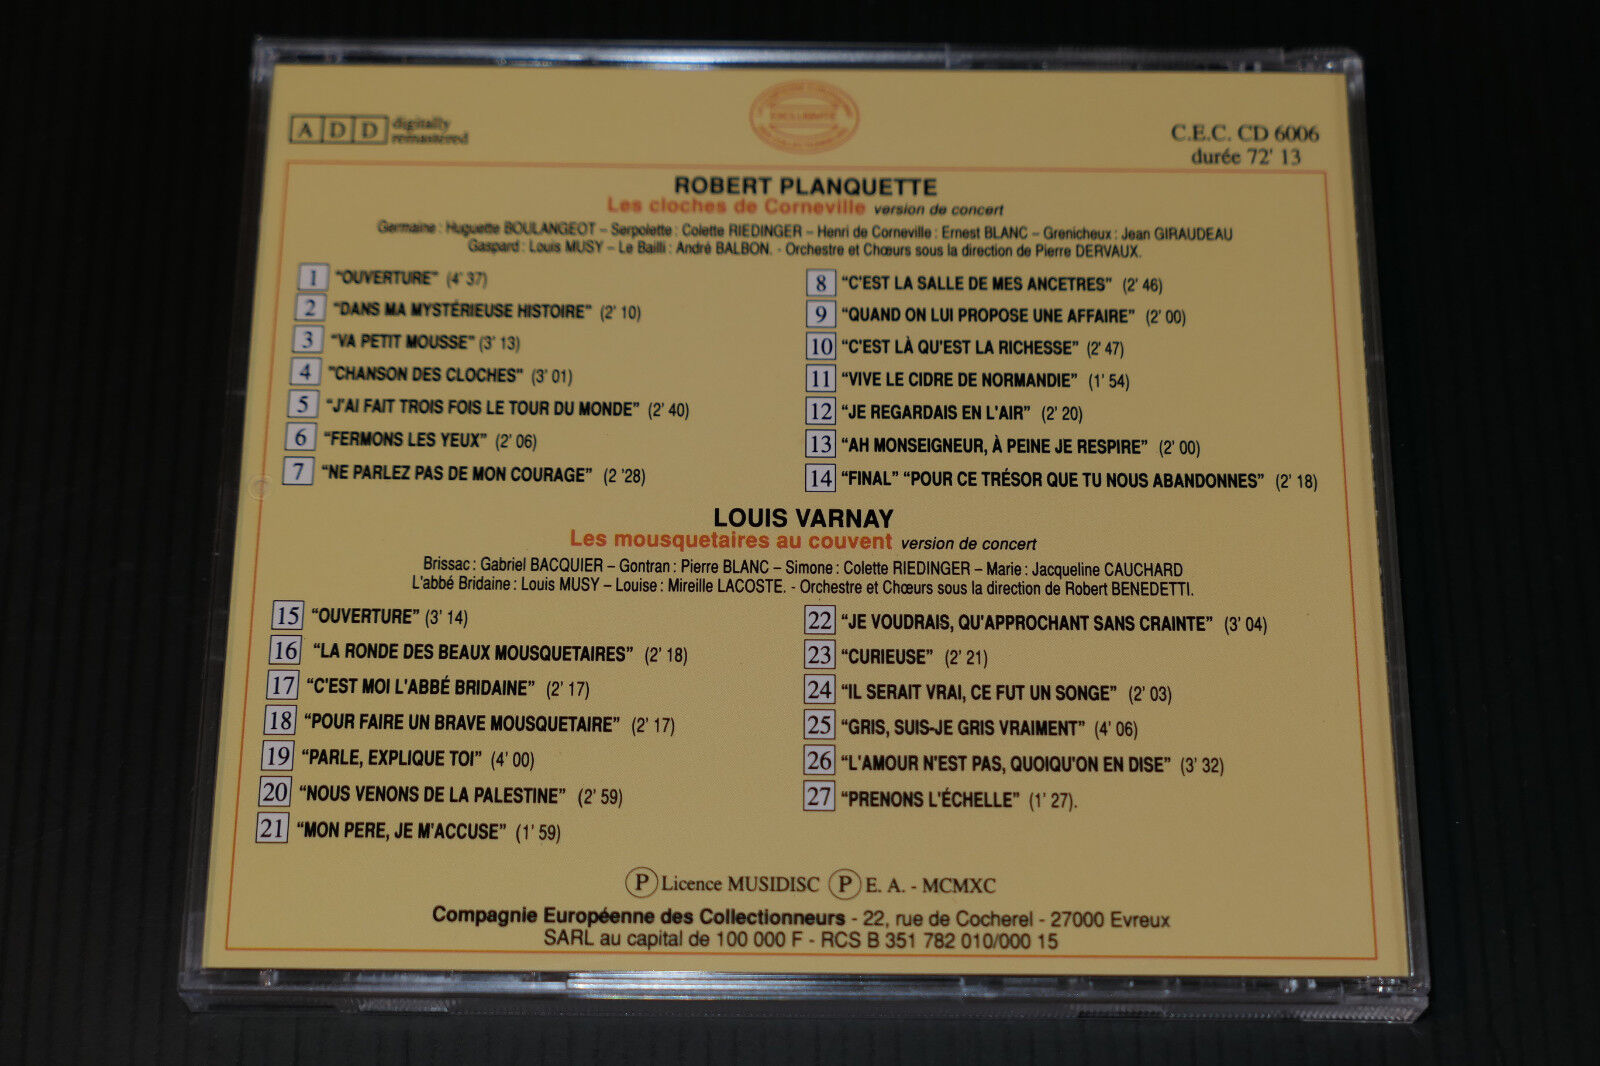 A D D digitally
remastered
EXCLUSIVITÉ
C.E.C. CD 6006
durée 72' 13
ROBERT PLANQUETTE
Les cloches de Corneville version de concert
Germaine : Huguette BOULANGEOT – Serpolette : Colette RIEDINGER – Henri de Corneville : Ernest BLANC – Grenicheux : Jean GIRAUDEAU
Gaspard : Louis MUSY – Le Bailli : André BALBON. - Orchestre et Chœurs sous la direction de Pierre DERVAUX.
1 "OUVERTURE" (4' 37)
2 "DANS MA MYSTÉRIEUSE HISTOIRE" (2' 10)
3 "VA PETIT MOUSSE" (3' 13)
4 "CHANSON DES CLOCHES" (3' 01)
5 "J'AI FAIT TROIS FOIS LE TOUR DU MONDE" (2' 40)
6 "FERMONS LES YEUX" (2' 06)
7 "NE PARLEZ PAS DE MON COURAGE" (2 '28)
8 "C'EST LA SALLE DE MES ANCETRES" (2' 46)
9 "QUAND ON LUI PROPOSE UNE AFFAIRE" (2' 00)
10 "C'EST LÀ QU'EST LA RICHESSE" (2' 47)
11 "VIVE LE CIDRE DE NORMANDIE" (1' 54)
12 "JE REGARDAIS EN L'AIR" (2' 20)
13 "AH MONSEIGNEUR, À PEINE JE RESPIRE" (2' 00)
14 "FINAL" "POUR CE TRÉSOR QUE TU NOUS ABANDONNES" (2' 18)
LOUIS VARNAY
Les mousquetaires au couvent version de concert
Brissac : Gabriel BACQUIER – Gontran : Pierre BLANC – Simone : Colette RIEDINGER – Marie : Jacqueline CAUCHARD
L'abbé Bridaine : Louis MUSY – Louise : Mireille LACOSTE. - Orchestre et Chœurs sous la direction de Robert BENEDETTI.
15 "OUVERTURE" (3' 14)
16 "LA RONDE DES BEAUX MOUSQUETAIRES" (2' 18)
17 "C'EST MOI L'ABBÉ BRIDAINE" (2' 17)
18 "POUR FAIRE UN BRAVE MOUSQUETAIRE" (2' 17)
19 "PARLE, EXPLIQUE TOI" (4' 00)
20 "NOUS VENONS DE LA PALESTINE" (2' 59)
21 "MON PERE, JE M'ACCUSE" (1' 59)
22 "JE VOUDRAIS, QU'APPROCHANT SANS CRAINTE" (3' 04)
23 "CURIEUSE" (2' 21)
24 "IL SERAIT VRAI, CE FUT UN SONGE" (2' 03)
25 "GRIS, SUIS-JE GRIS VRAIMENT" (4' 06)
26 "L'AMOUR N'EST PAS, QUOIQU'ON EN DISE" (3' 32)
27 "PRENONS L'ÉCHELLE" (1' 27).
Ⓟ Licence MUSIDISC Ⓟ E. A. - MCMXC
Compagnie Européenne des Collectionneurs - 22, rue de Cocherel - 27000 Evreux
SARL au capital de 100 000 F - RCS B 351 782 010/000 15